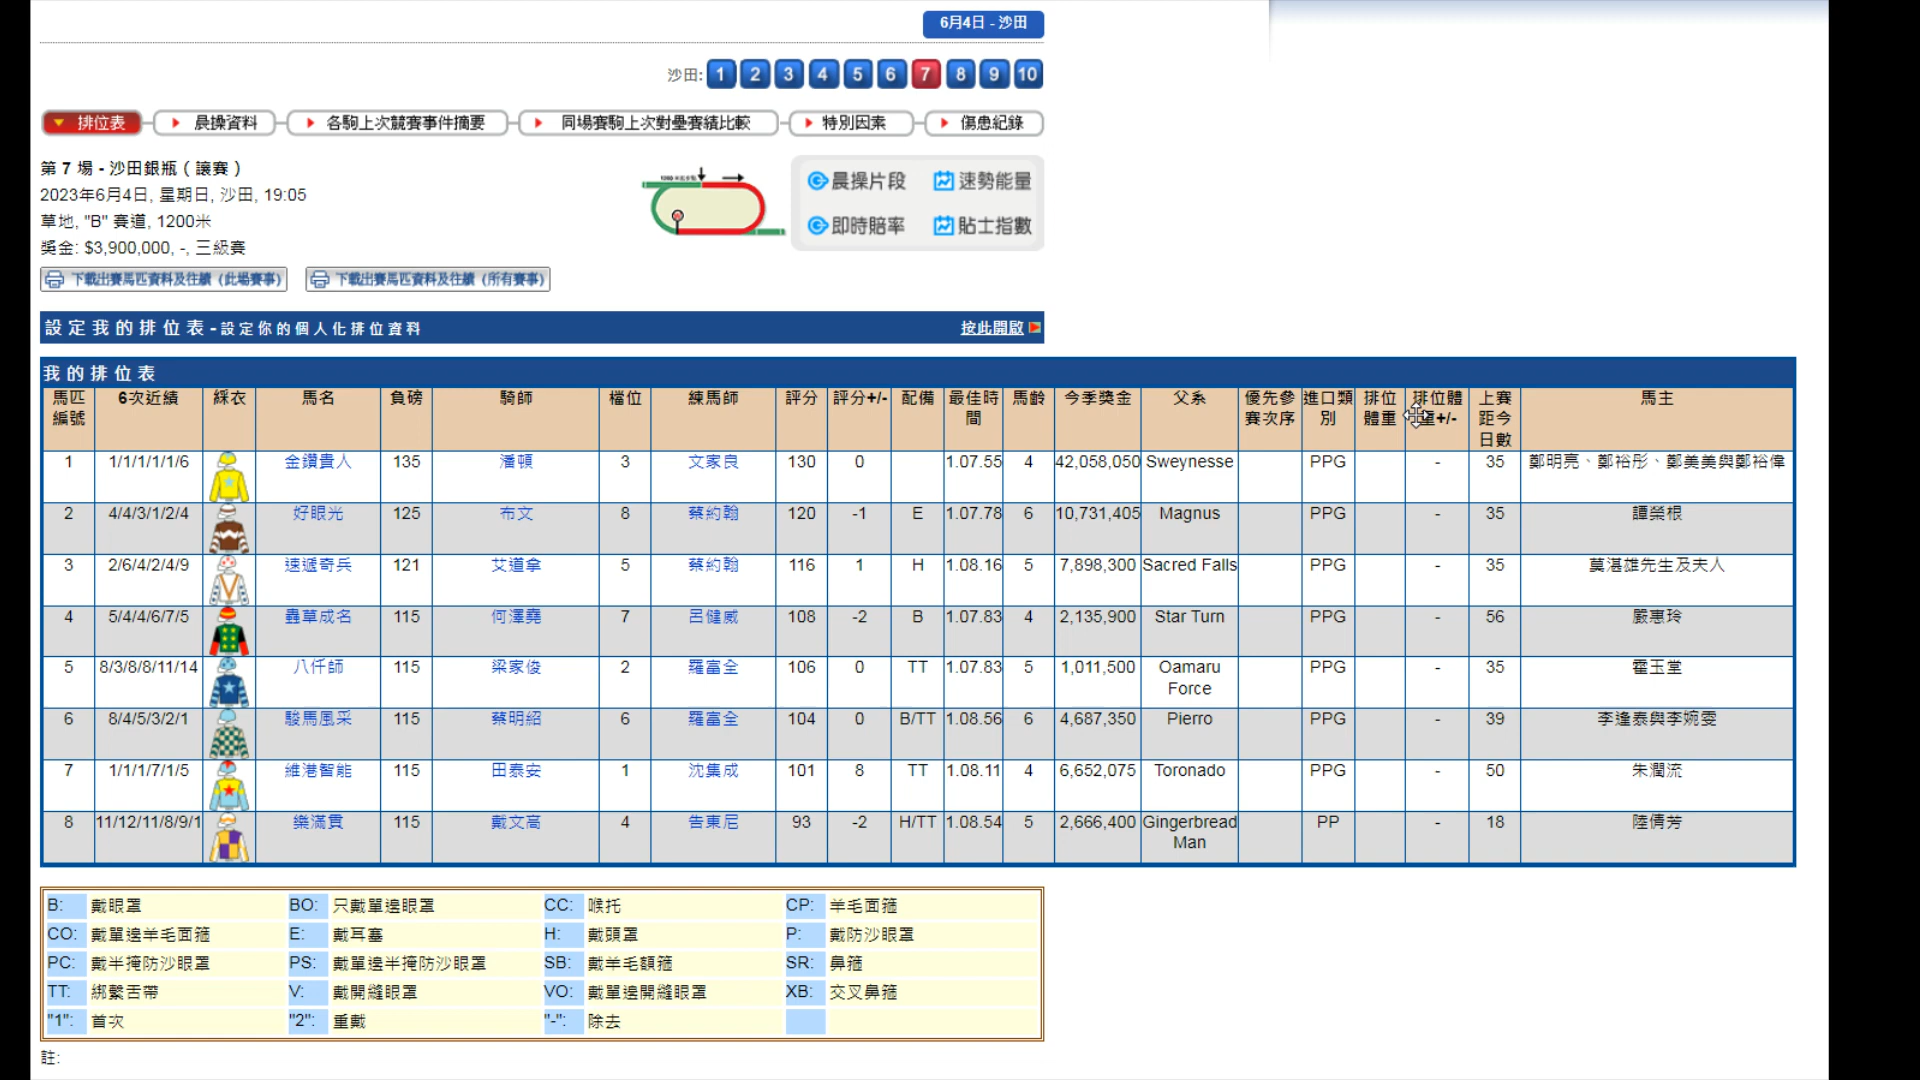 6月4日 - 沙田
沙田: 1 2 3 4 5 6 7 8 9 10
排位表 晨操資料 各駒上次競賽事件摘要 同場賽駒上次對壘賽績比較 特別因素 傷患紀錄
第 7 場 - 沙田銀瓶 ( 讓賽 )
2023年6月4日, 星期日, 沙田, 19:05
草地, "B" 賽道, 1200米
獎金: $3,900,000, -, 三級賽
晨操片段 速勢能量
即時賠率 貼士指數
下載出賽馬匹資料及往績 (此場賽事) 下載出賽馬匹資料及往績 (所有賽事)
設定我的排位表 - 設定你的個人化排位資料 按此開啟
我的排位表
馬匹編號 6次近績 綵衣 馬名 負磅 騎師 檔位 練馬師 評分 評分+/- 配備 最佳時間 馬齡 今季獎金 父系 優先參賽次序 進口類別 排位體重 排位體重+/- 上賽距今日數 馬主
1 1/1/1/1/1/6 金鑽貴人 135 潘頓 3 文家良 130 0 1.07.55 4 42,058,050 Sweynesse PPG - 35 鄭明亮、鄭裕彤、鄭美美與鄭裕偉
2 4/4/3/1/2/4 好眼光 125 布文 8 蔡約翰 120 -1 E 1.07.78 6 10,731,405 Magnus PPG - 35 譚榮根
3 2/6/4/2/4/9 速遞奇兵 121 艾道拿 5 蔡約翰 116 1 H 1.08.16 5 7,898,300 Sacred Falls PPG - 35 莫湛雄先生及夫人
4 5/4/4/6/7/5 蟲草成名 115 何澤堯 7 呂健威 108 -2 B 1.07.83 4 2,135,900 Star Turn PPG - 56 嚴惠玲
5 8/3/8/8/11/14 八仟師 115 梁家俊 2 羅富全 106 0 TT 1.07.83 5 1,011,500 Oamaru Force PPG - 35 霍玉堂
6 8/4/5/3/2/1 駿馬風采 115 蔡明紹 6 羅富全 104 0 B/TT 1.08.56 6 4,687,350 Pierro PPG - 39 李逢泰與李婉雯
7 1/1/1/7/1/5 維港智能 115 田泰安 1 沈集成 101 8 TT 1.08.11 4 6,652,075 Toronado PPG - 50 朱潤流
8 11/12/11/8/9/1 樂滿貫 115 戴文高 4 告東尼 93 -2 H/TT 1.08.54 5 2,666,400 Gingerbread Man PP - 18 陸倩芳
B: 戴眼罩 BO: 只戴單邊眼罩 CC: 喉托 CP: 羊毛面箍
CO: 戴單邊羊毛面箍 E: 戴耳塞 H: 戴頭罩 P: 戴防沙眼罩
PC: 戴半掩防沙眼罩 PS: 戴單邊半掩防沙眼罩 SB: 戴羊毛額箍 SR: 鼻箍
TT: 綁繫舌帶 V: 戴開縫眼罩 VO: 戴單邊開縫眼罩 XB: 交叉鼻箍
"1": 首次 "2": 重戴 "-": 除去
註: